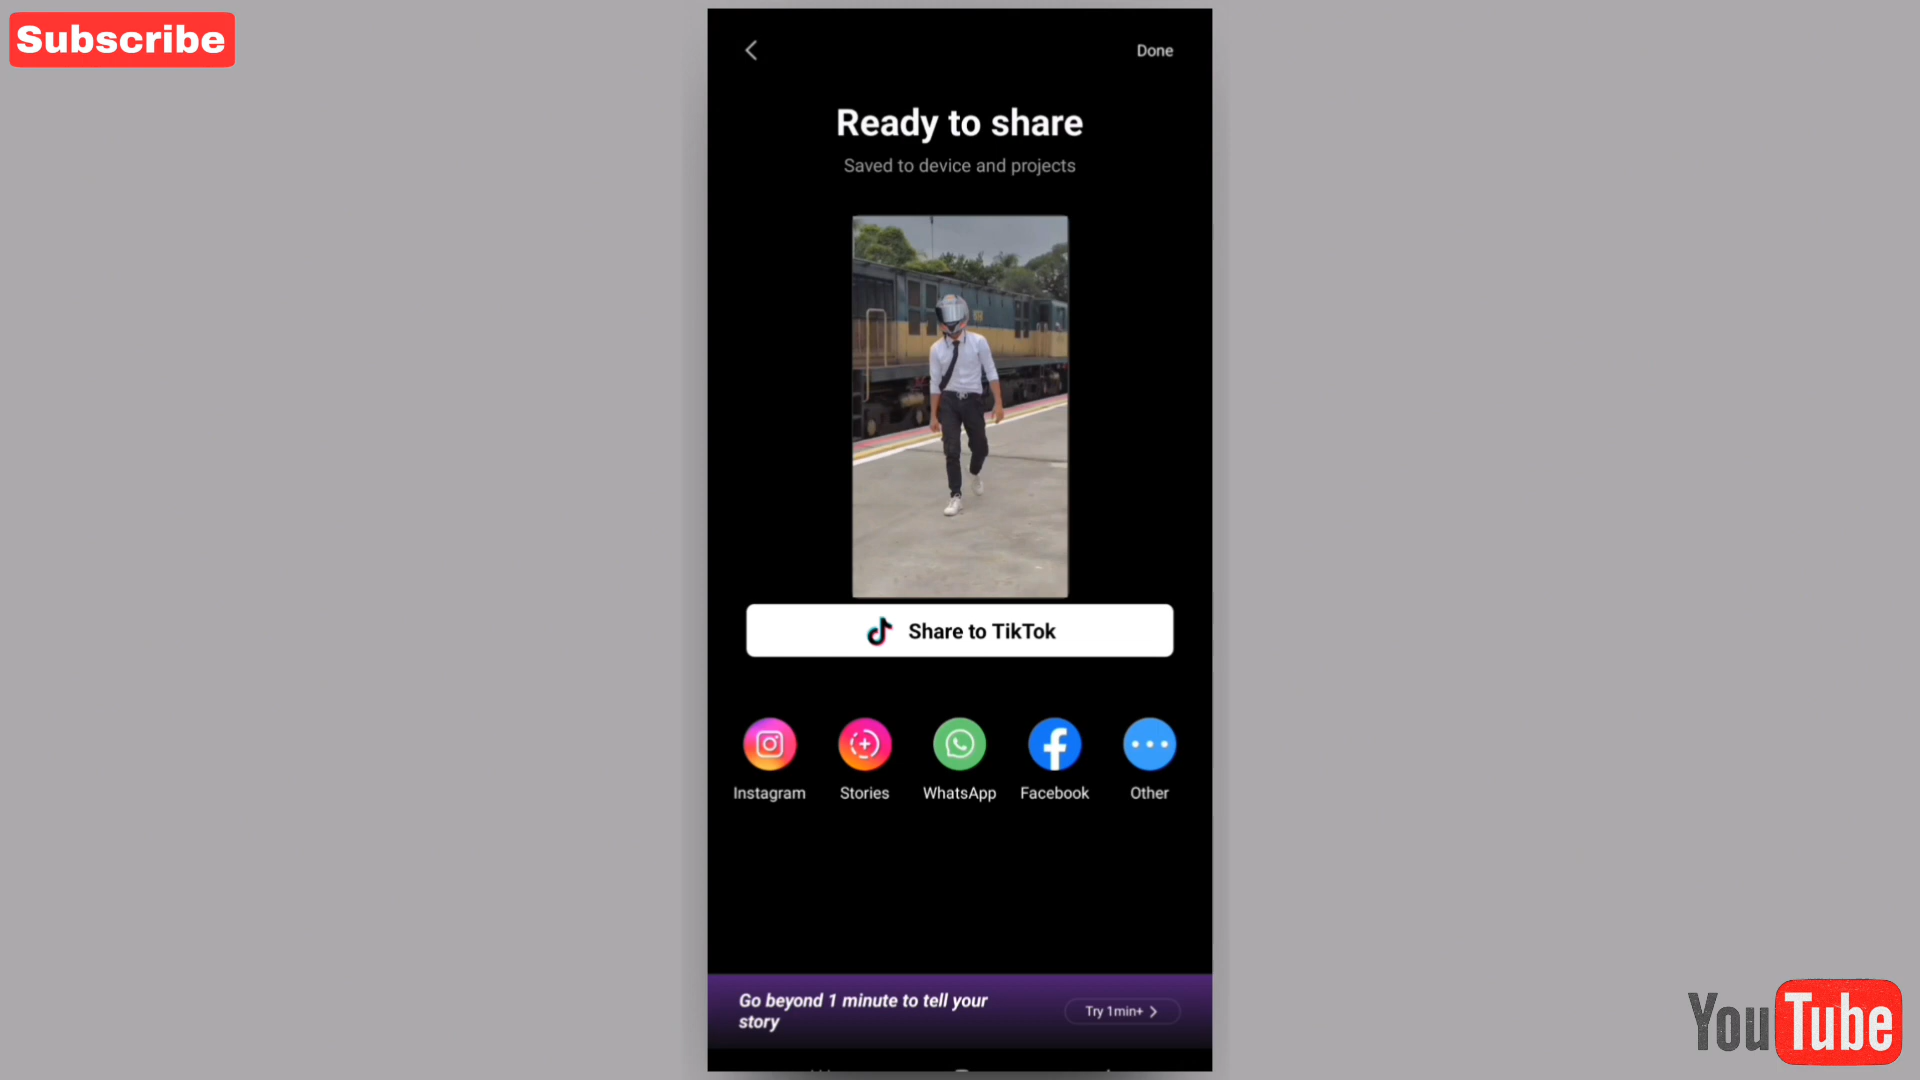 Subscribe
Done
Ready to share
Saved to device and projects
Share to TikTok
Instagram
Stories
WhatsApp
Facebook
Other
Go beyond 1 minute to tell your
story
Try 1min+
YouTube